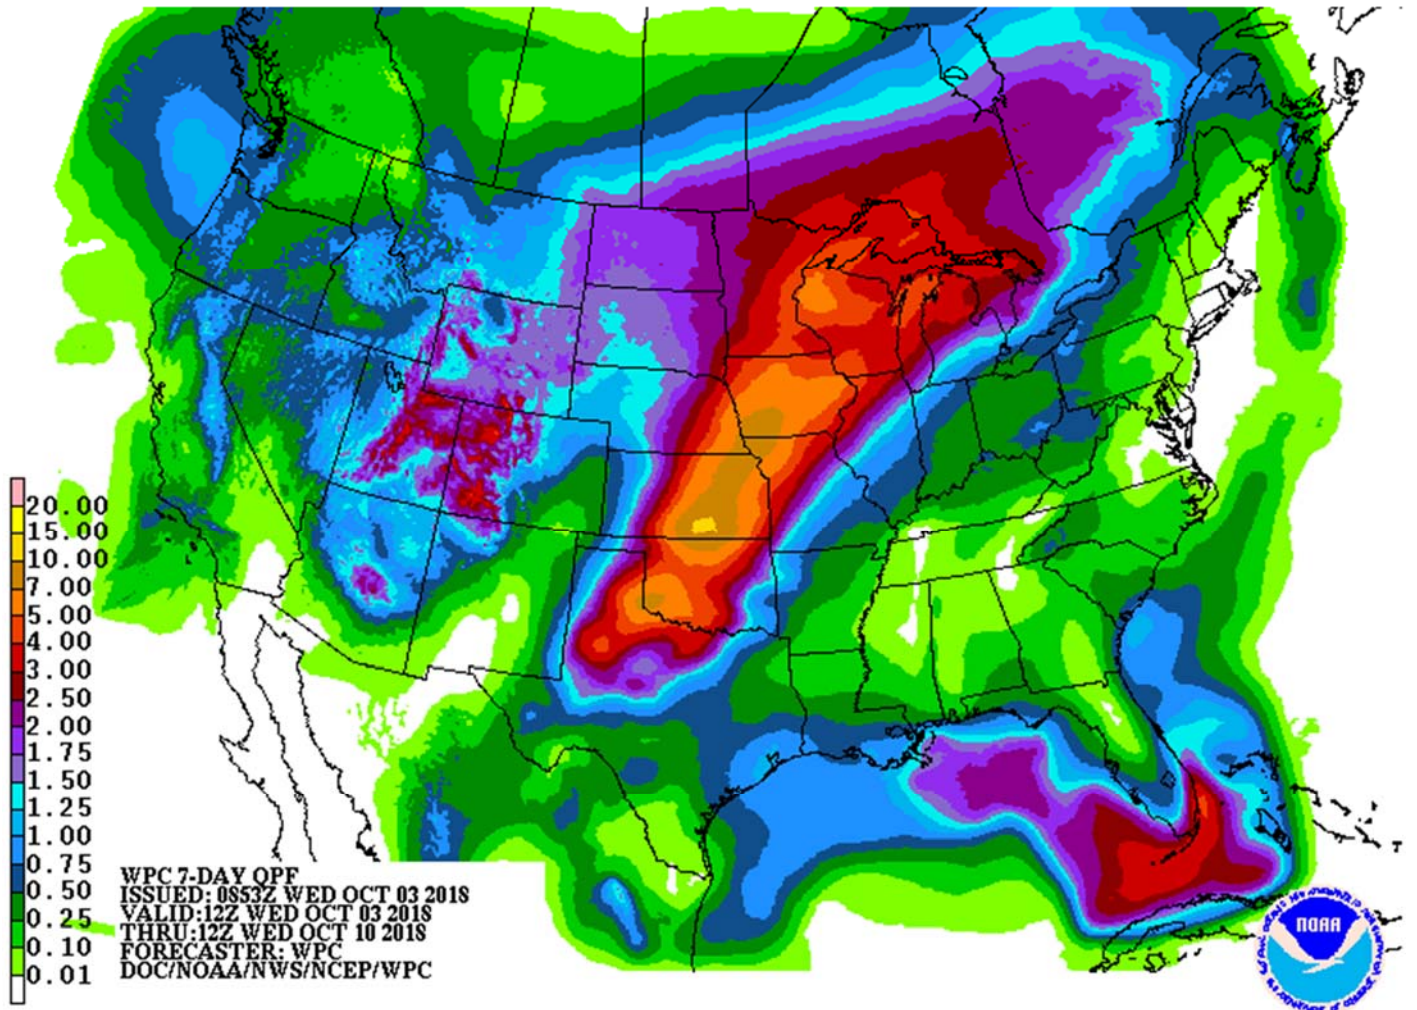 20.00
15.00
10.00
7.00
5.00
4.00
3.00
2.50
2.00
1.75
1.50
1.25
1.00
0.75
0.50
0.25
0.10
0.01
WPC 7-DAY QPF
ISSUED: 0853Z WED OCT 03 2018
VALID:12Z WED OCT 03 2018
THRU:12Z WED OCT 10 2018
FORECASTER: WPC
DOC/NOAA/NWS/NCEP/WPC
NOAA